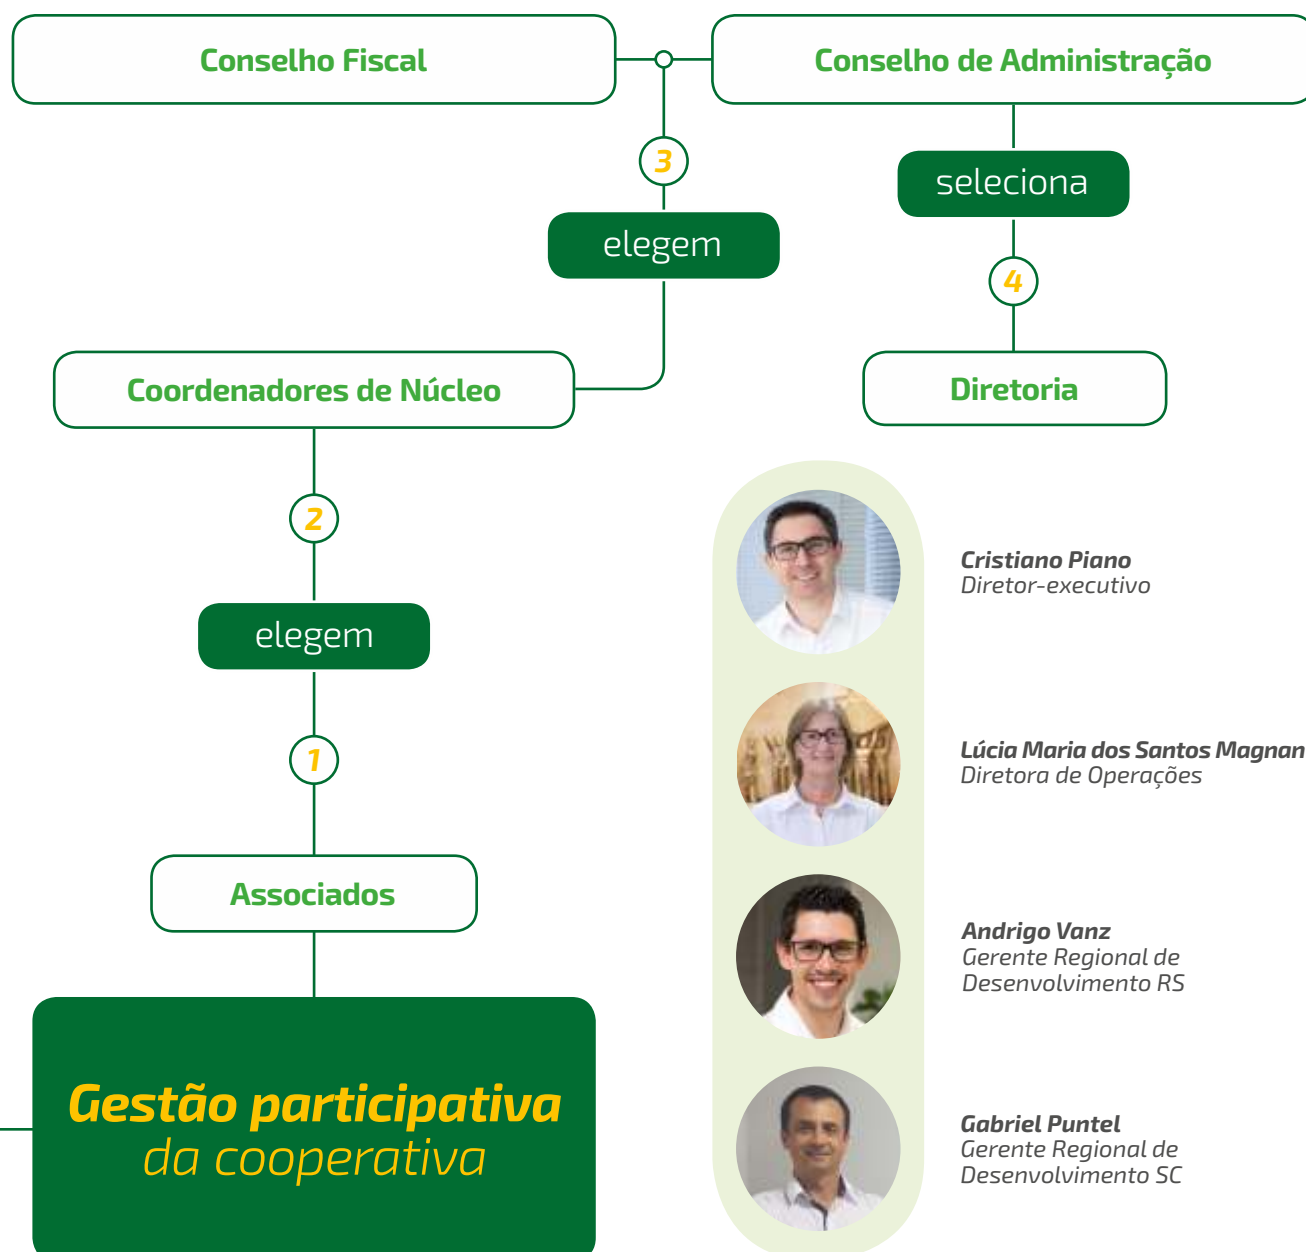 Conselho Fiscal
Conselho de Administração
3
seleciona
elegem
4
Coordenadores de Núcleo
Diretoria
2
Cristiano Piano
Diretor-executivo
elegem
Lúcia Maria dos Santos Magnan
Diretora de Operações
1
Associados
Andrigo Vanz
Gerente Regional de
Desenvolvimento RS
Gestão participativa
da cooperativa
Gabriel Puntel
Gerente Regional de
Desenvolvimento SC